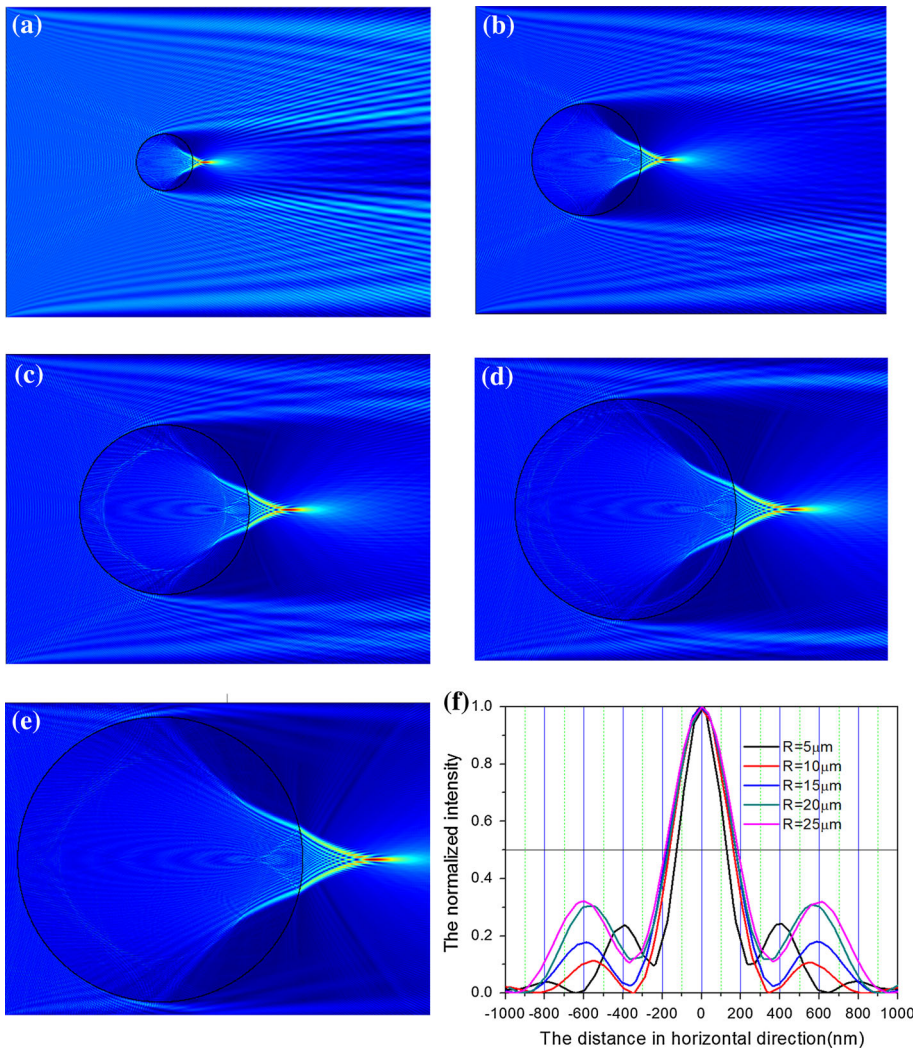 (a)
(b)
(c)
(d)
(e)
(f)
The normalized intensity
1.0
0.8
0.6
0.4
0.2
0.0
R=5μm
R=10μm
R=15μm
R=20μm
R=25μm
-1000 -800 -600 -400 -200 0 200 400 600 800 1000
The distance in horizontal direction(nm)